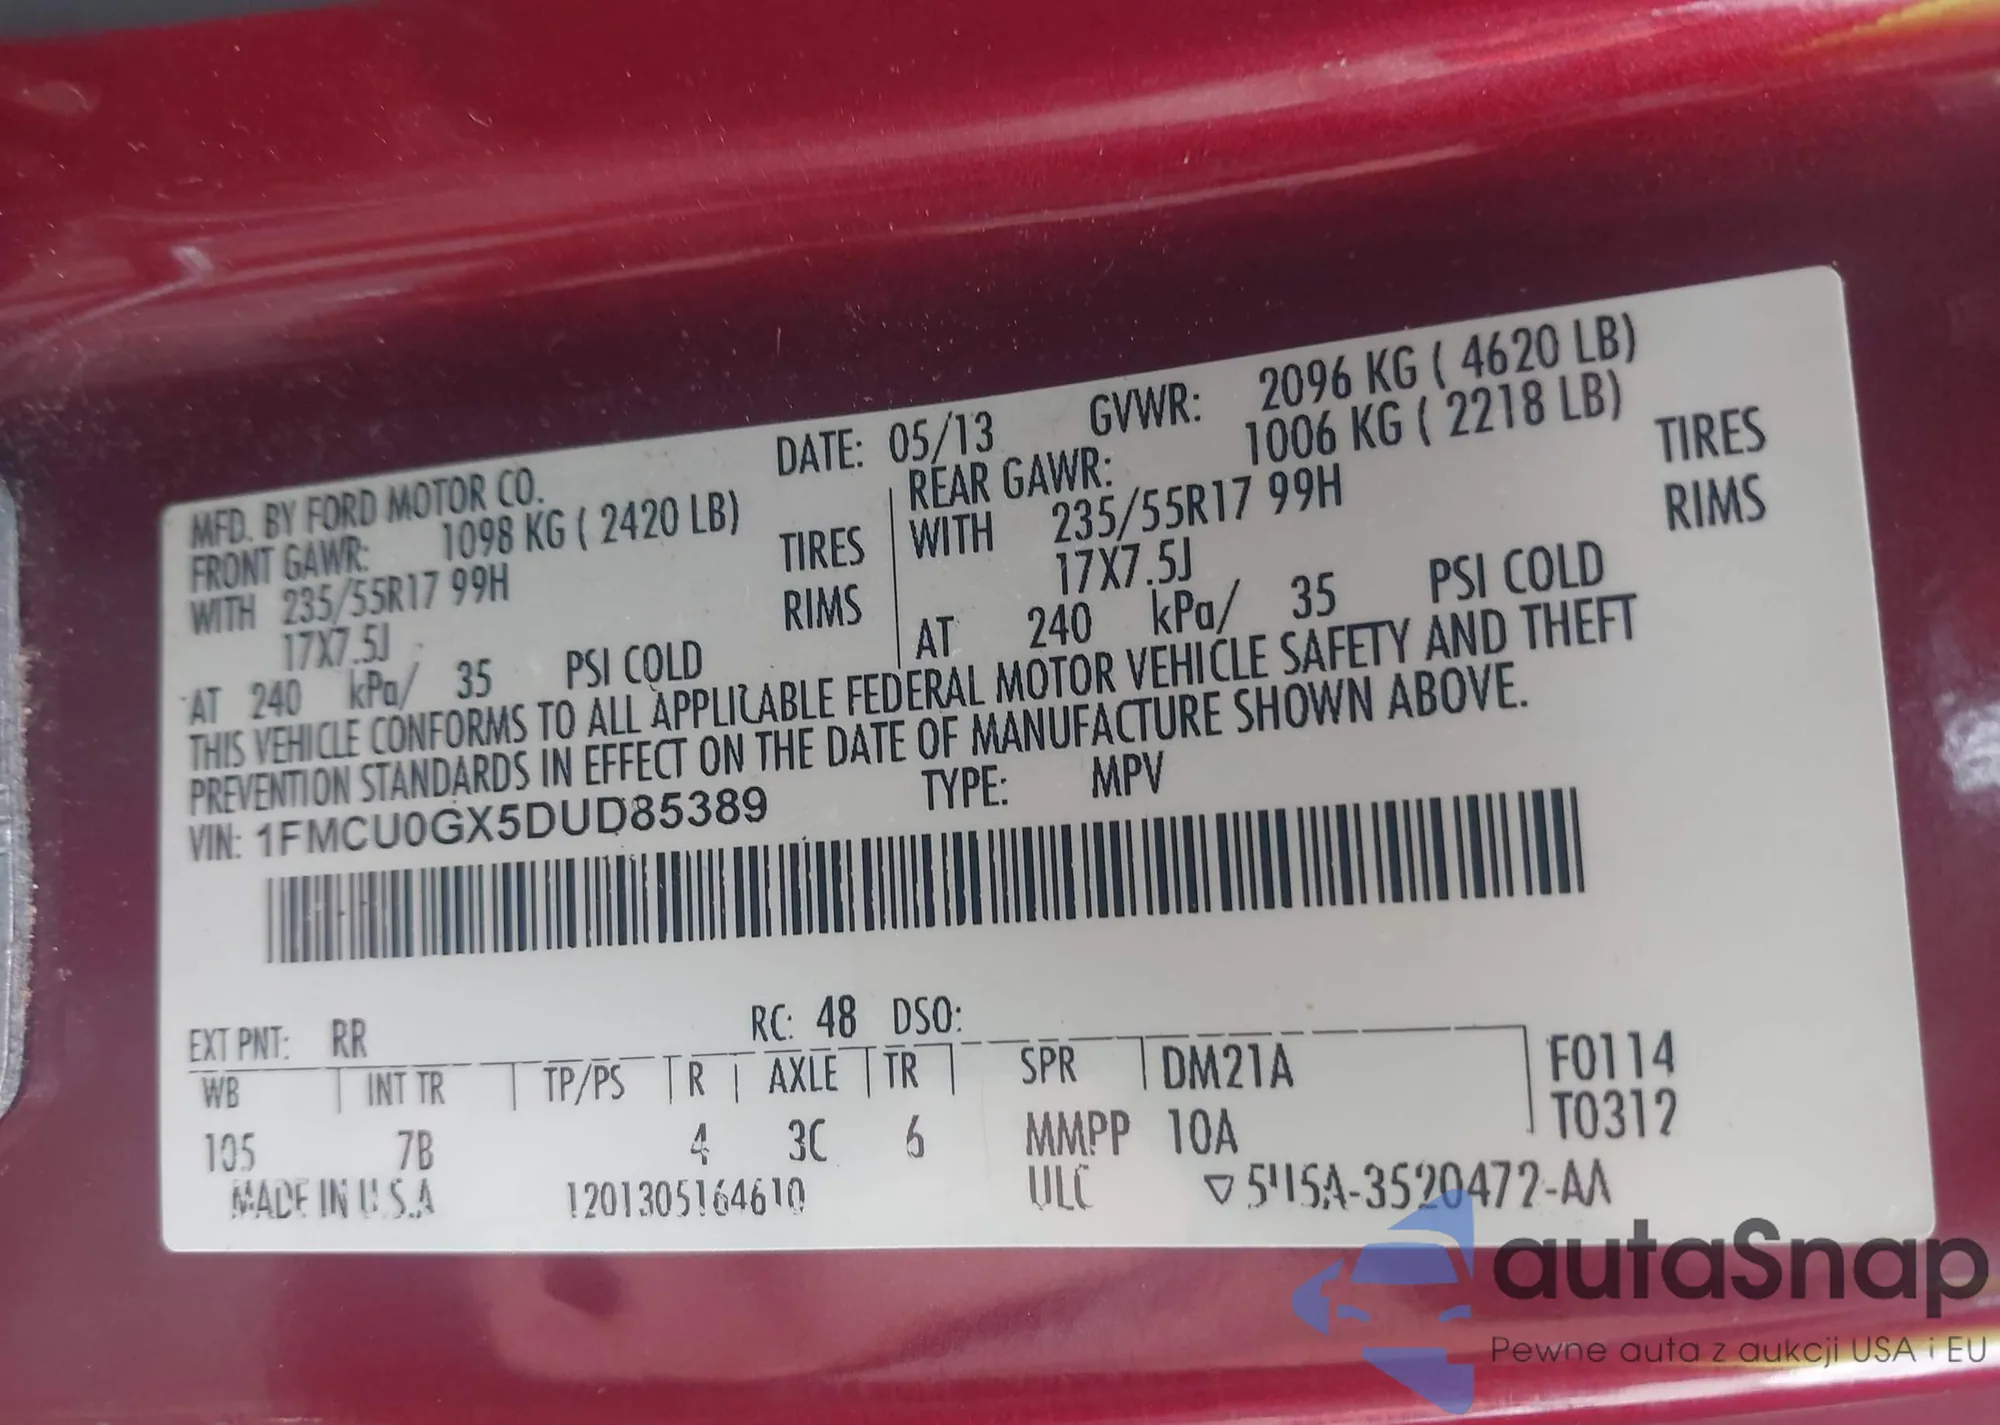 MFD. BY FORD MOTOR CO. DATE: 05/13 GVWR: 2096 KG ( 4620 LB)
FRONT GAWR: 1098 KG ( 2420 LB) REAR GAWR: 1006 KG ( 2218 LB)
WITH 235/55R17 99H TIRES WITH 235/55R17 99H TIRES
17X7.5J RIMS 17X7.5J RIMS
AT 240 kPa/ 35 PSI COLD AT 240 kPa/ 35 PSI COLD
THIS VEHICLE CONFORMS TO ALL APPLICABLE FEDERAL MOTOR VEHICLE SAFETY AND THEFT
PREVENTION STANDARDS IN EFFECT ON THE DATE OF MANUFACTURE SHOWN ABOVE.
VIN: 1FMCU0GX5DUD85389 TYPE: MPV
EXT PNT: RR RC: 48 DSO:
WB INT TR TP/PS R AXLE TR SPR DM21A F0114
105 7B 4 3C 6 MMPP 10A T0312
MADE IN U.S.A 1201305164610 ULC
autaSnap
Pewne auta z aukcji USA i EU